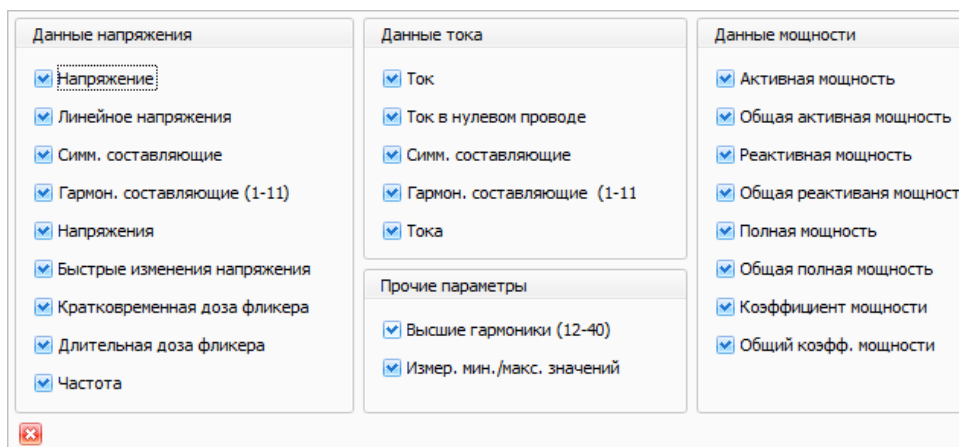 Данные напряжения
Напряжение
Линейное напряжения
Симм. составляющие
Гармон. составляющие (1-11)
Напряжения
Быстрые изменения напряжения
Кратковременная доза фликера
Длительная доза фликера
Частота
Данные тока
Ток
Ток в нулевом проводе
Симм. составляющие
Гармон. составляющие (1-11
Тока
Прочие параметры
Высшие гармоники (12-40)
Измер. мин./макс. значений
Данные мощности
Активная мощность
Общая активная мощность
Реактивная мощность
Общая реактиваня мощност
Полная мощность
Общая полная мощность
Коэффициент мощности
Общий коэфф. мощности